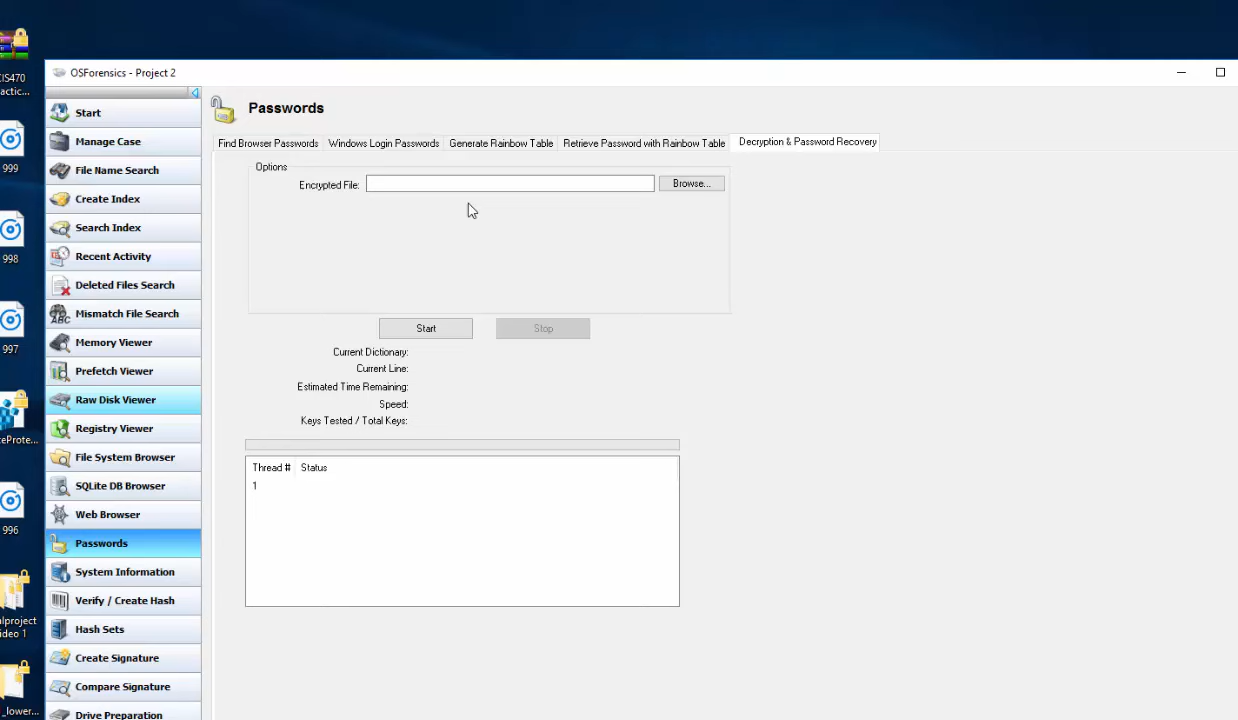 OSForensics - Project 2
CIS470
actic...
999
998
997
teProte...
996
alproject
ideo 1
_lower...
Start
Manage Case
File Name Search
Create Index
Search Index
Recent Activity
Deleted Files Search
Mismatch File Search
Memory Viewer
Prefetch Viewer
Raw Disk Viewer
Registry Viewer
File System Browser
SQLite DB Browser
Web Browser
Passwords
System Information
Verify / Create Hash
Hash Sets
Create Signature
Compare Signature
Drive Preparation
Passwords
Find Browser Passwords Windows Login Passwords Generate Rainbow Table Retrieve Password with Rainbow Table Decryption & Password Recovery
Options
Encrypted File: Browse...
Start Stop
Current Dictionary:
Current Line:
Estimated Time Remaining:
Speed:
Keys Tested / Total Keys:
Thread # Status
1